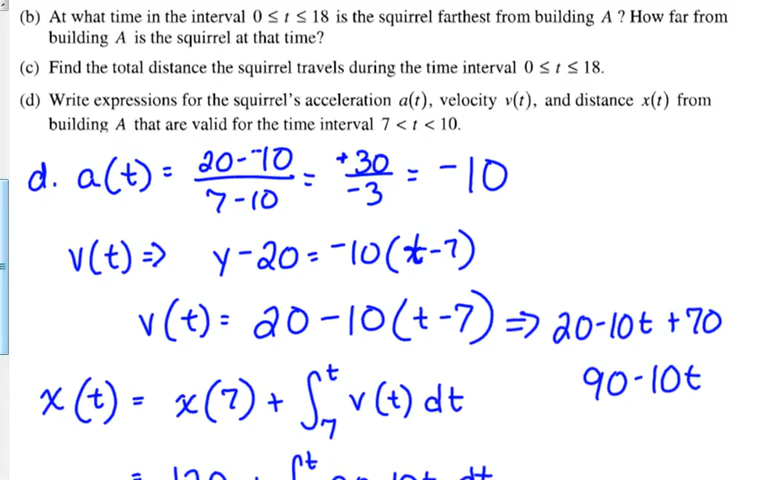 (b) At what time in the interval 0 ≤ t ≤ 18 is the squirrel farthest from building A ? How far from
building A is the squirrel at that time?
(c) Find the total distance the squirrel travels during the time interval 0 ≤ t ≤ 18.
(d) Write expressions for the squirrel's acceleration a(t), velocity v(t), and distance x(t) from
building A that are valid for the time interval 7 < t < 10.
d. a(t) = (20 - -10)/(7-10) = +30/-3 = -10
v(t) ⇒ y-20 = -10(t-7)
v(t) = 20-10(t-7) ⇒ 20-10t+70
90-10t
x(t) = x(7) + ∫₇ᵗ v(t) dt